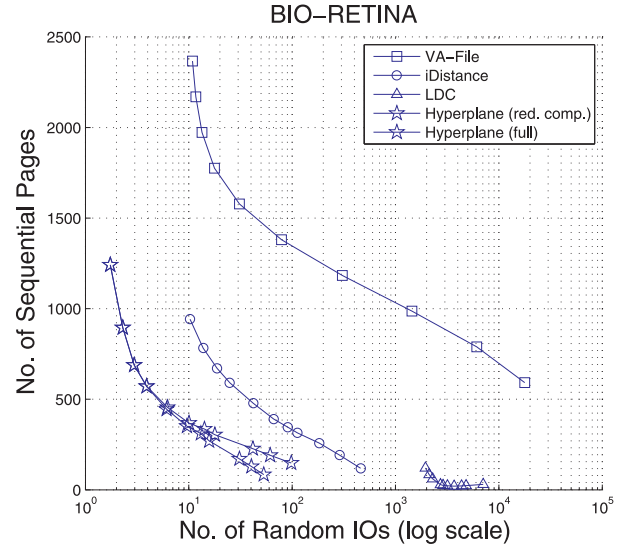 BIO-RETINA
No. of Sequential Pages
2500
2000
1500
1000
500
0
VA-File
iDistance
LDC
Hyperplane (red. comp.)
Hyperplane (full)
10^0
10^1
10^2
10^3
10^4
10^5
No. of Random IOs (log scale)